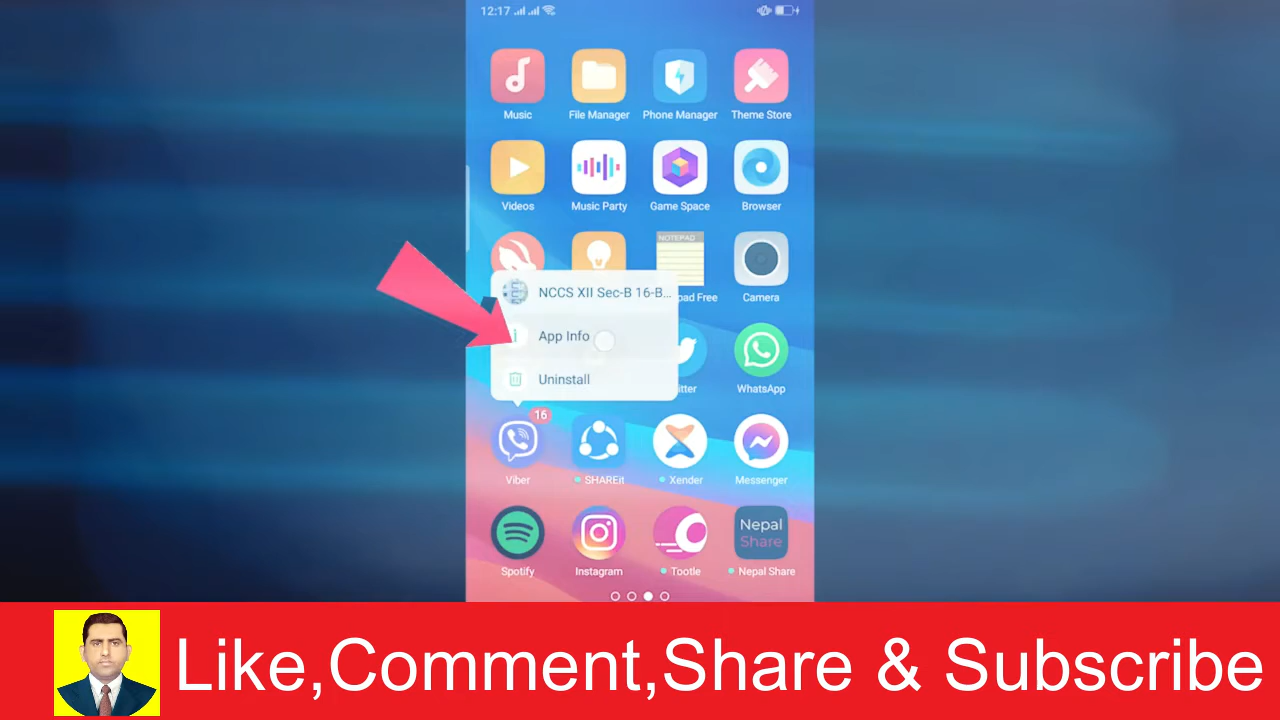 12:17
Music
File Manager
Phone Manager
Theme Store
Videos
Music Party
Game Space
Browser
NOTEPAD
pad Free
Camera
NCCS XII Sec-B 16-B...
App Info
Uninstall
itter
WhatsApp
16
Viber
SHAREit
Xender
Messenger
Nepal
Share
Spotify
Instagram
Tootle
Nepal Share
Like,Comment,Share & Subscribe